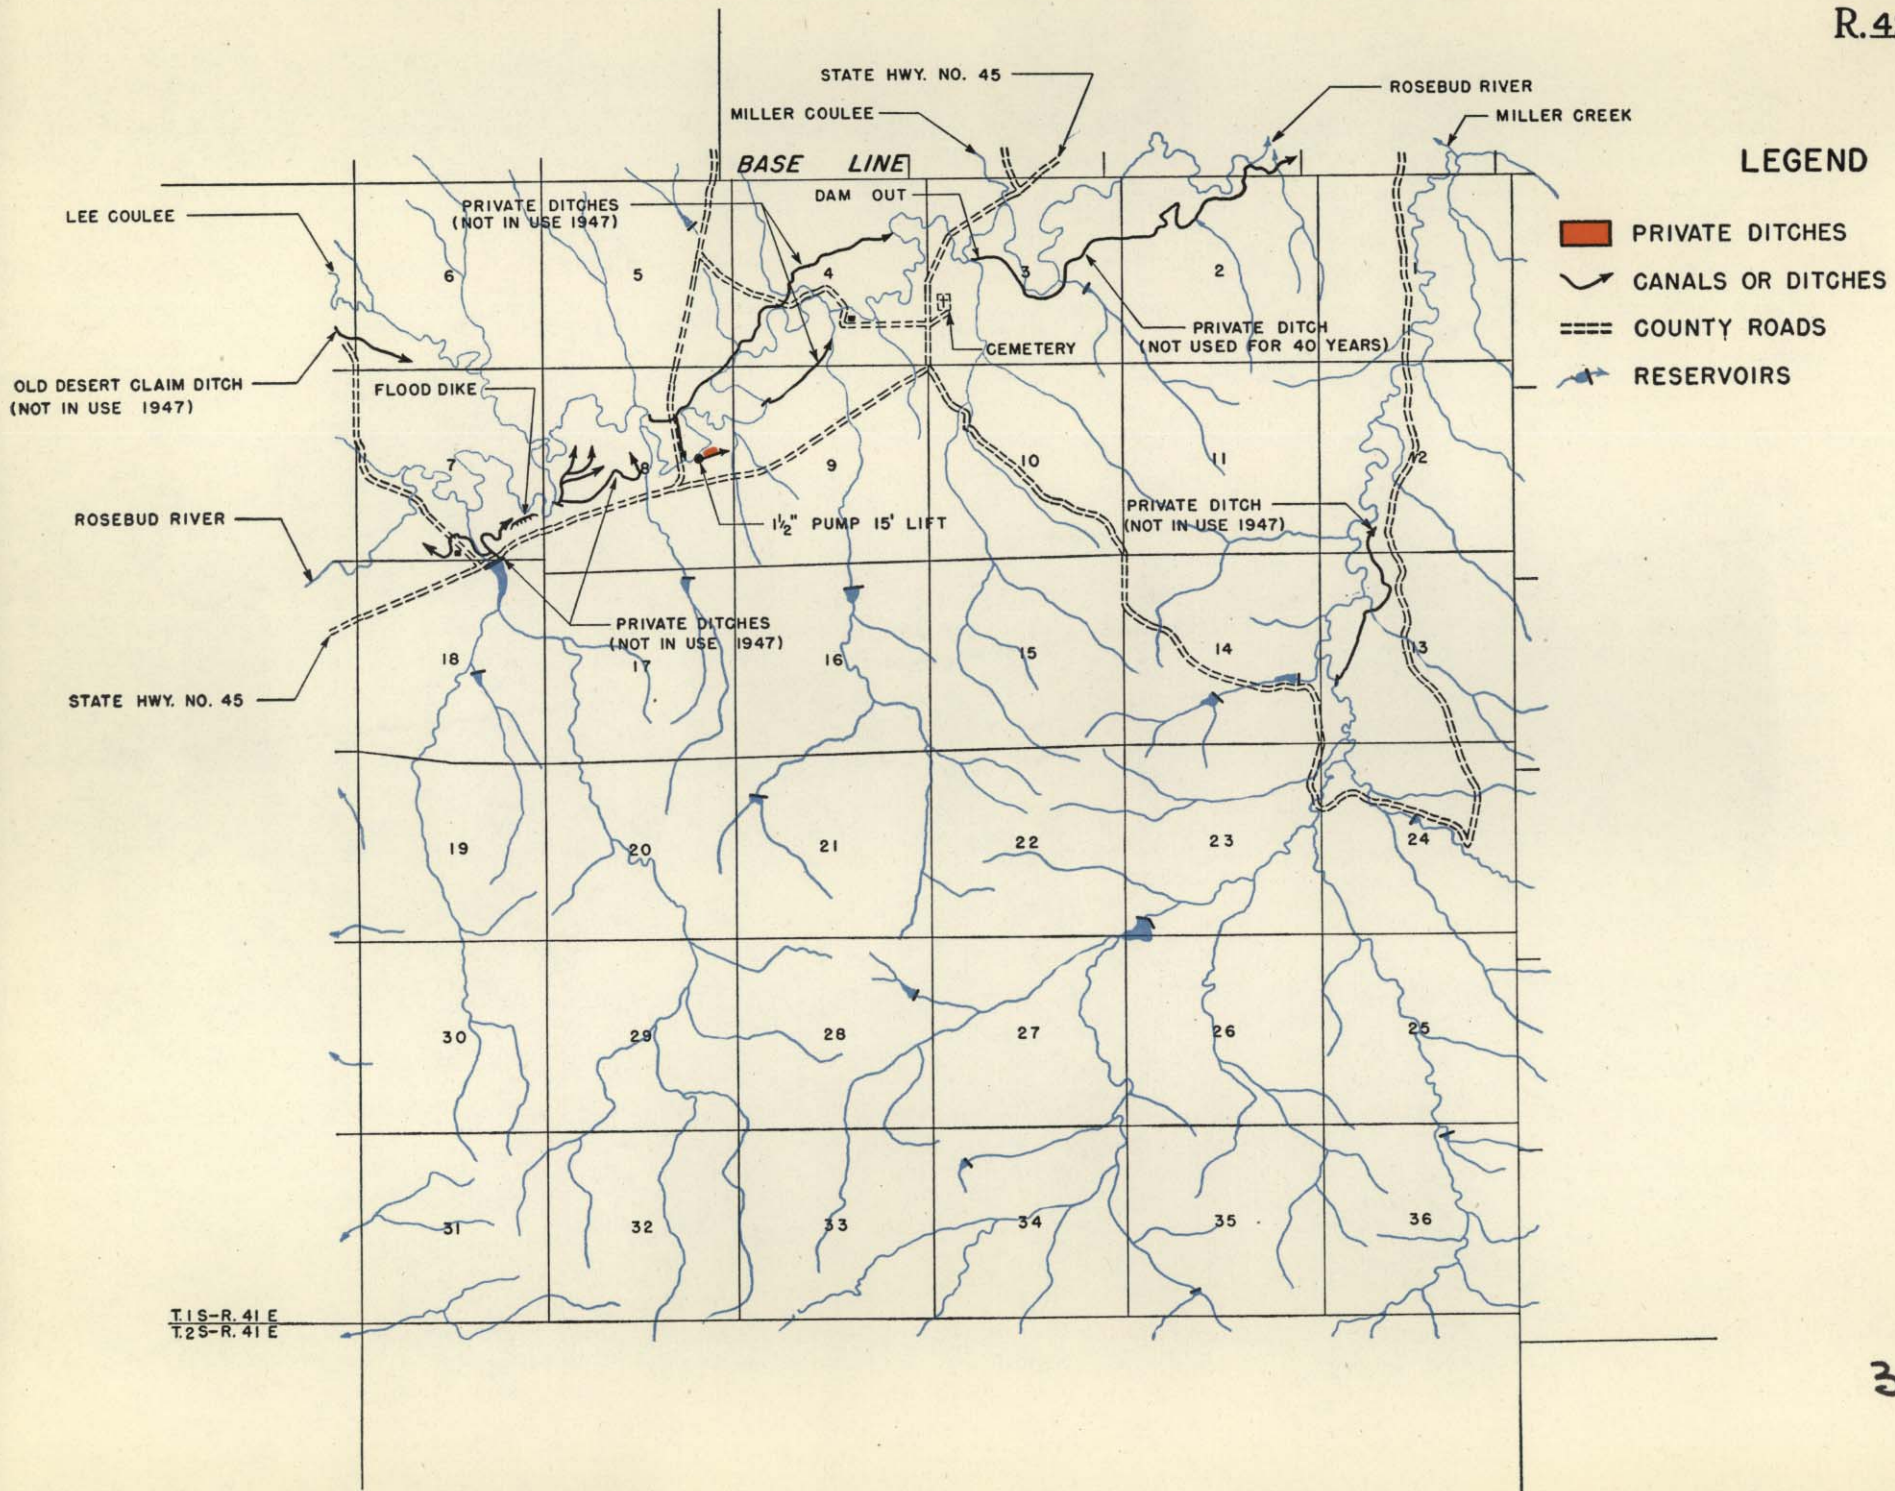 R.4
STATE HWY. NO. 45
ROSEBUD RIVER
MILLER COULEE
MILLER CREEK
BASE LINE
LEGEND
DAM OUT
PRIVATE DITCHES
(NOT IN USE 1947)
LEE COULEE
PRIVATE DITCHES
CANALS OR DITCHES
COUNTY ROADS
RESERVOIRS
6
5
4
3
2
1
PRIVATE DITCH
(NOT USED FOR 40 YEARS)
CEMETERY
OLD DESERT CLAIM DITCH
(NOT IN USE 1947)
FLOOD DIKE
7
8
9
10
11
12
PRIVATE DITCH
(NOT IN USE 1947)
ROSEBUD RIVER
1½" PUMP 15' LIFT
PRIVATE DITCHES
(NOT IN USE 1947)
18
17
16
15
14
13
STATE HWY. NO. 45
19
20
21
22
23
24
30
29
28
27
26
25
31
32
33
34
35
36
T.1S-R.41E
T.2S-R.41E
3